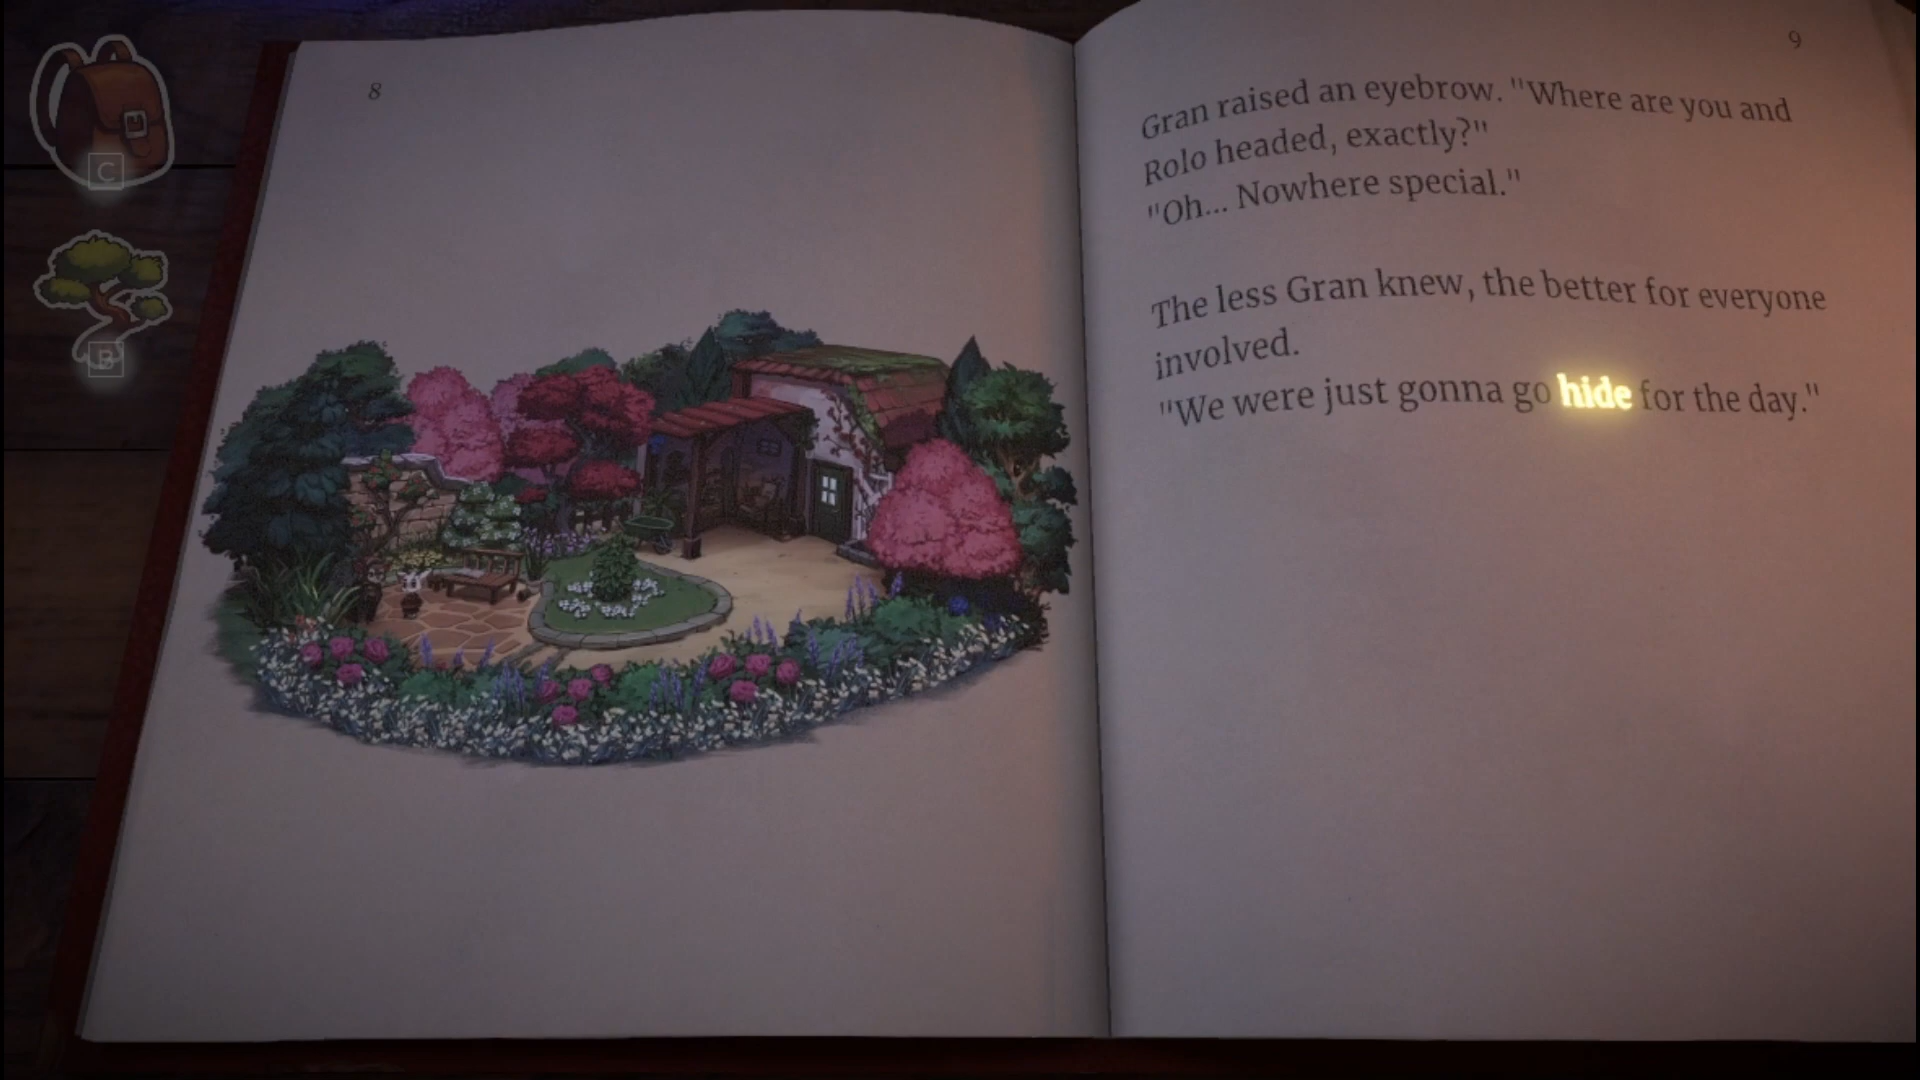 C
B
8
9
Gran raised an eyebrow. "Where are you and
Rolo headed, exactly?"
"Oh... Nowhere special."
The less Gran knew, the better for everyone
involved.
"We were just gonna go hide for the day."